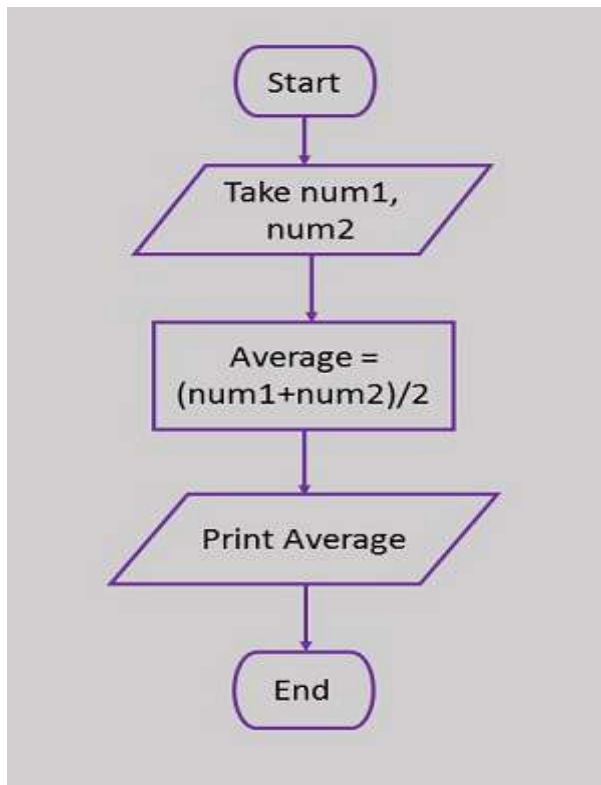 Start
Take num1,
num2
Average =
(num1+num2)/2
Print Average
End